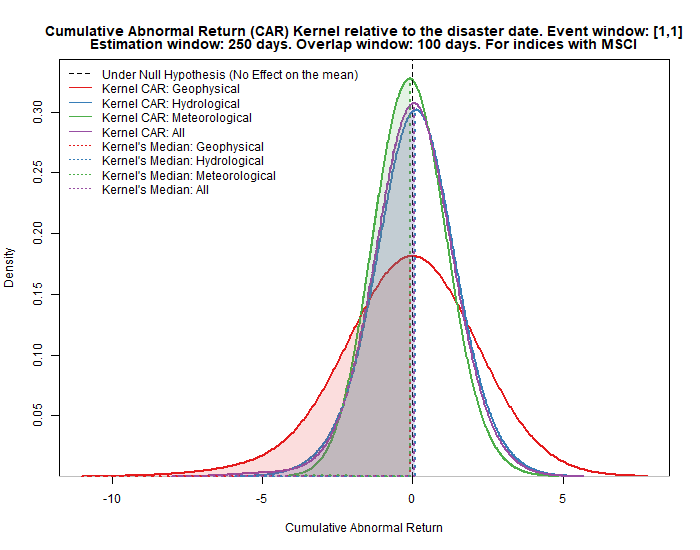 Cumulative Abnormal Return (CAR) Kernel relative to the disaster date. Event window: [1,1]
Estimation window: 250 days. Overlap window: 100 days. For indices with MSCI
Under Null Hypothesis (No Effect on the mean)
Kernel CAR: Geophysical
Kernel CAR: Hydrological
Kernel CAR: Meteorological
Kernel CAR: All
Kernel's Median: Geophysical
Kernel's Median: Hydrological
Kernel's Median: Meteorological
Kernel's Median: All
Density
0.30
0.25
0.20
0.15
0.10
0.05
-10
-5
0
5
Cumulative Abnormal Return